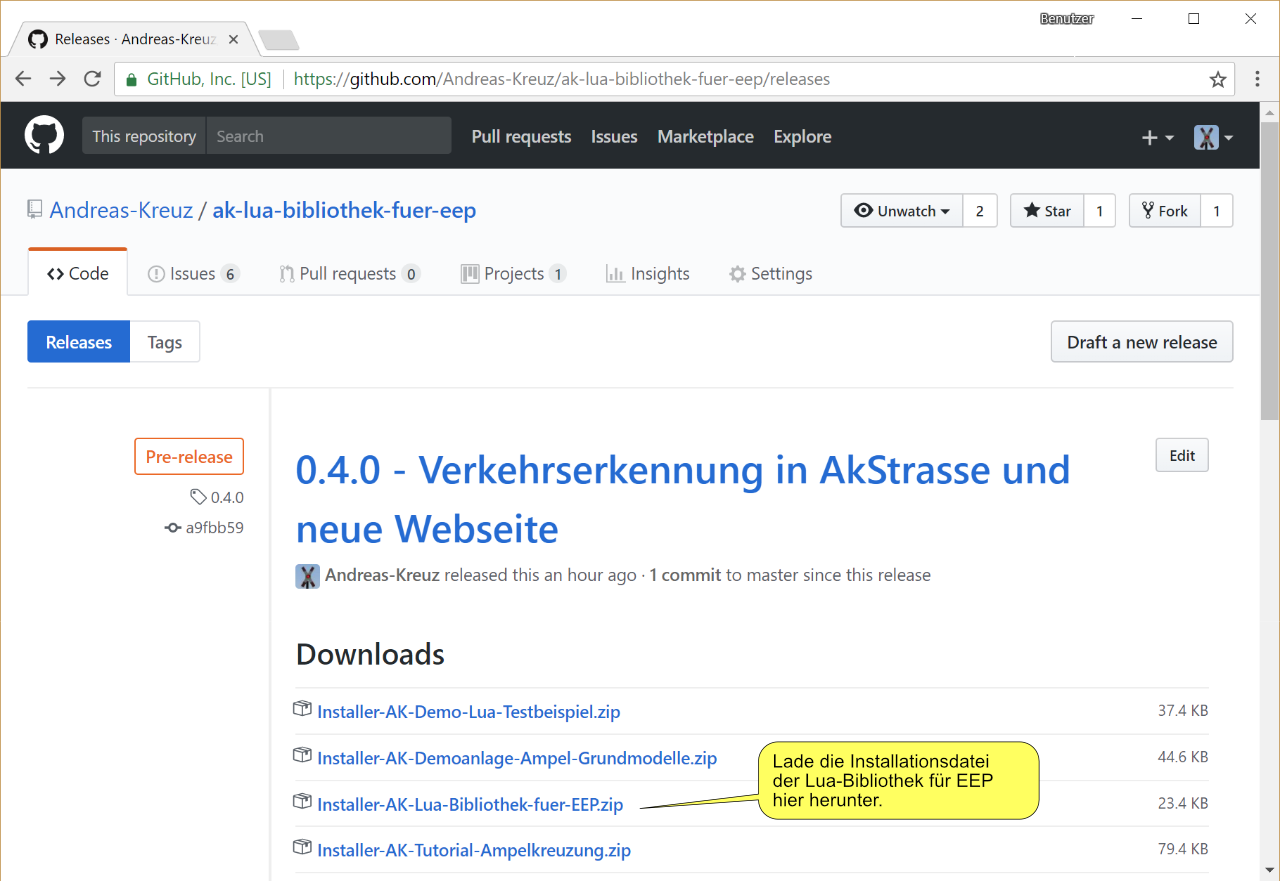 Benutzer
Releases · Andreas-Kreuz
GitHub, Inc. [US] https://github.com/Andreas-Kreuz/ak-lua-bibliothek-fuer-eep/releases
This repository Search Pull requests Issues Marketplace Explore
Andreas-Kreuz / ak-lua-bibliothek-fuer-eep Unwatch 2 Star 1 Fork 1
Code Issues 6 Pull requests 0 Projects 1 Insights Settings
Releases Tags Draft a new release
Pre-release
0.4.0
a9fbb59
0.4.0 - Verkehrserkennung in AkStrasse und
neue Webseite
Edit
Andreas-Kreuz released this an hour ago · 1 commit to master since this release
Downloads
Installer-AK-Demo-Lua-Testbeispiel.zip 37.4 KB
Installer-AK-Demoanlage-Ampel-Grundmodelle.zip 44.6 KB
Installer-AK-Lua-Bibliothek-fuer-EEP.zip 23.4 KB
Lade die Installationsdatei
der Lua-Bibliothek für EEP
hier herunter.
Installer-AK-Tutorial-Ampelkreuzung.zip 79.4 KB